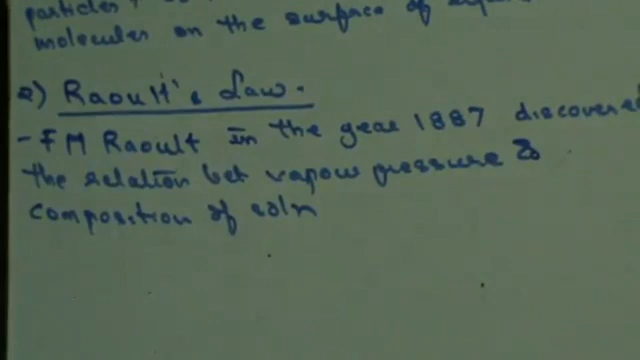 particles,
molecules on the surface of liquid
2) Raoult's Law.
- F M Raoult in the year 1887 discovered
the relation bet vapour pressure &
composition of soln